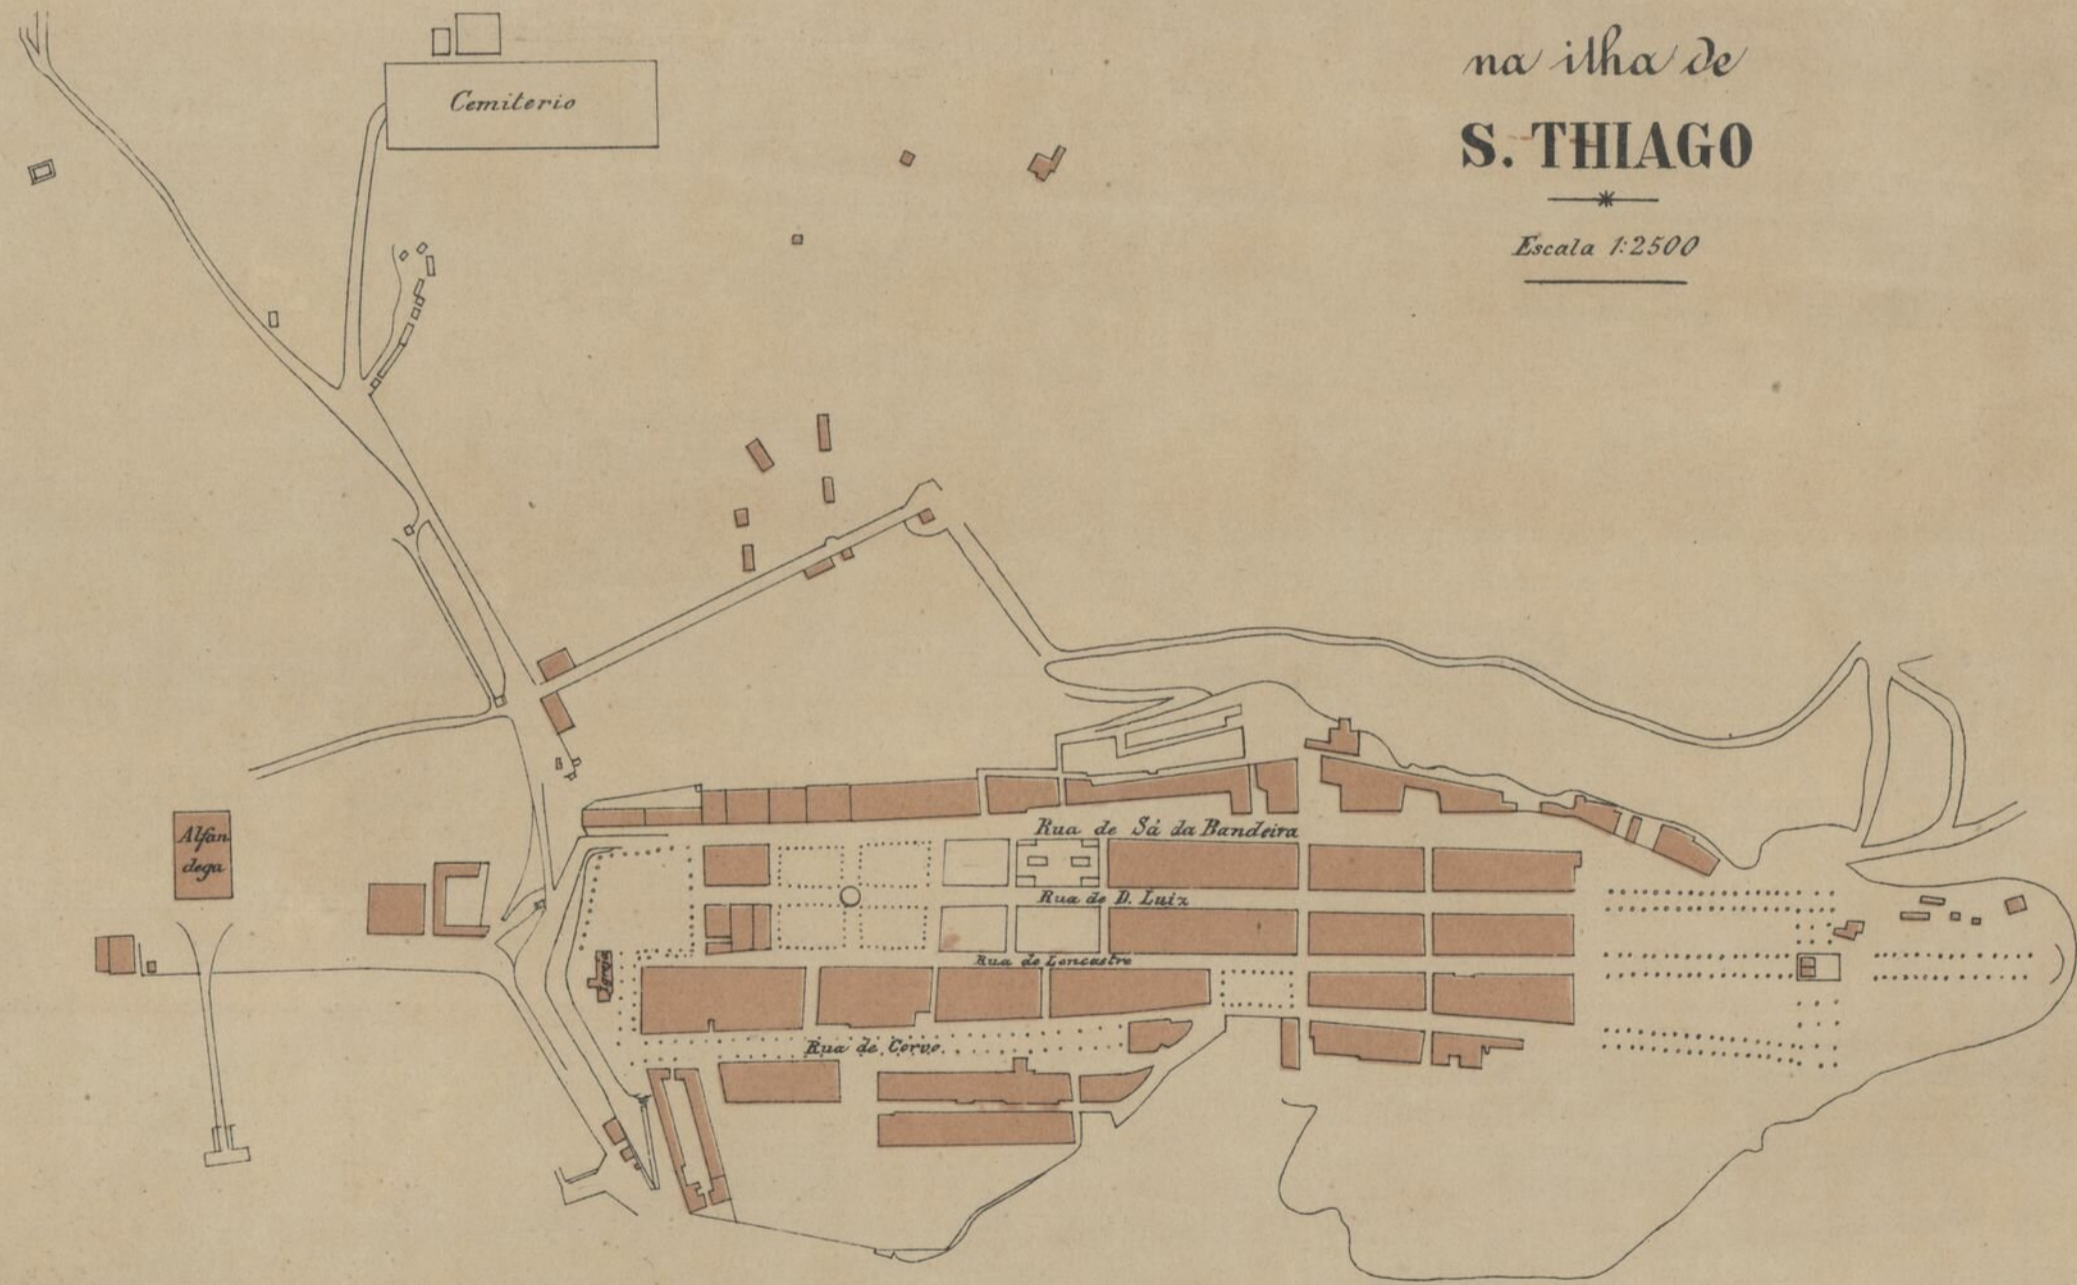 na ilha de
S. THIAGO
Escala 1:2500
Cemiterio
Alfan
dega
Rua de Sá da Bandeira
Rua de D. Luiz
Rua de Lencastre
Igreja
Rua de Corvo